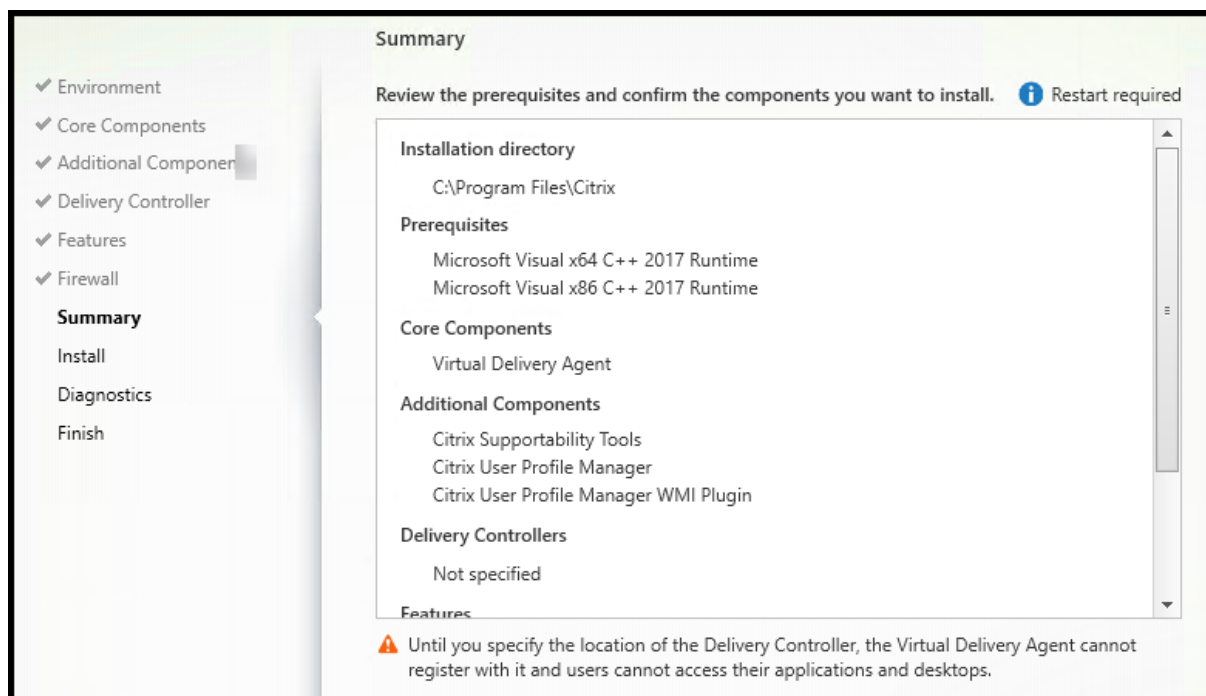 Summary
Environment
Core Components
Additional Componen
Delivery Controller
Features
Firewall
Summary
Install
Diagnostics
Finish
Review the prerequisites and confirm the components you want to install.
Restart required
Installation directory
C:\Program Files\Citrix
Prerequisites
Microsoft Visual x64 C++ 2017 Runtime
Microsoft Visual x86 C++ 2017 Runtime
Core Components
Virtual Delivery Agent
Additional Components
Citrix Supportability Tools
Citrix User Profile Manager
Citrix User Profile Manager WMI Plugin
Delivery Controllers
Not specified
Features
Until you specify the location of the Delivery Controller, the Virtual Delivery Agent cannot
register with it and users cannot access their applications and desktops.